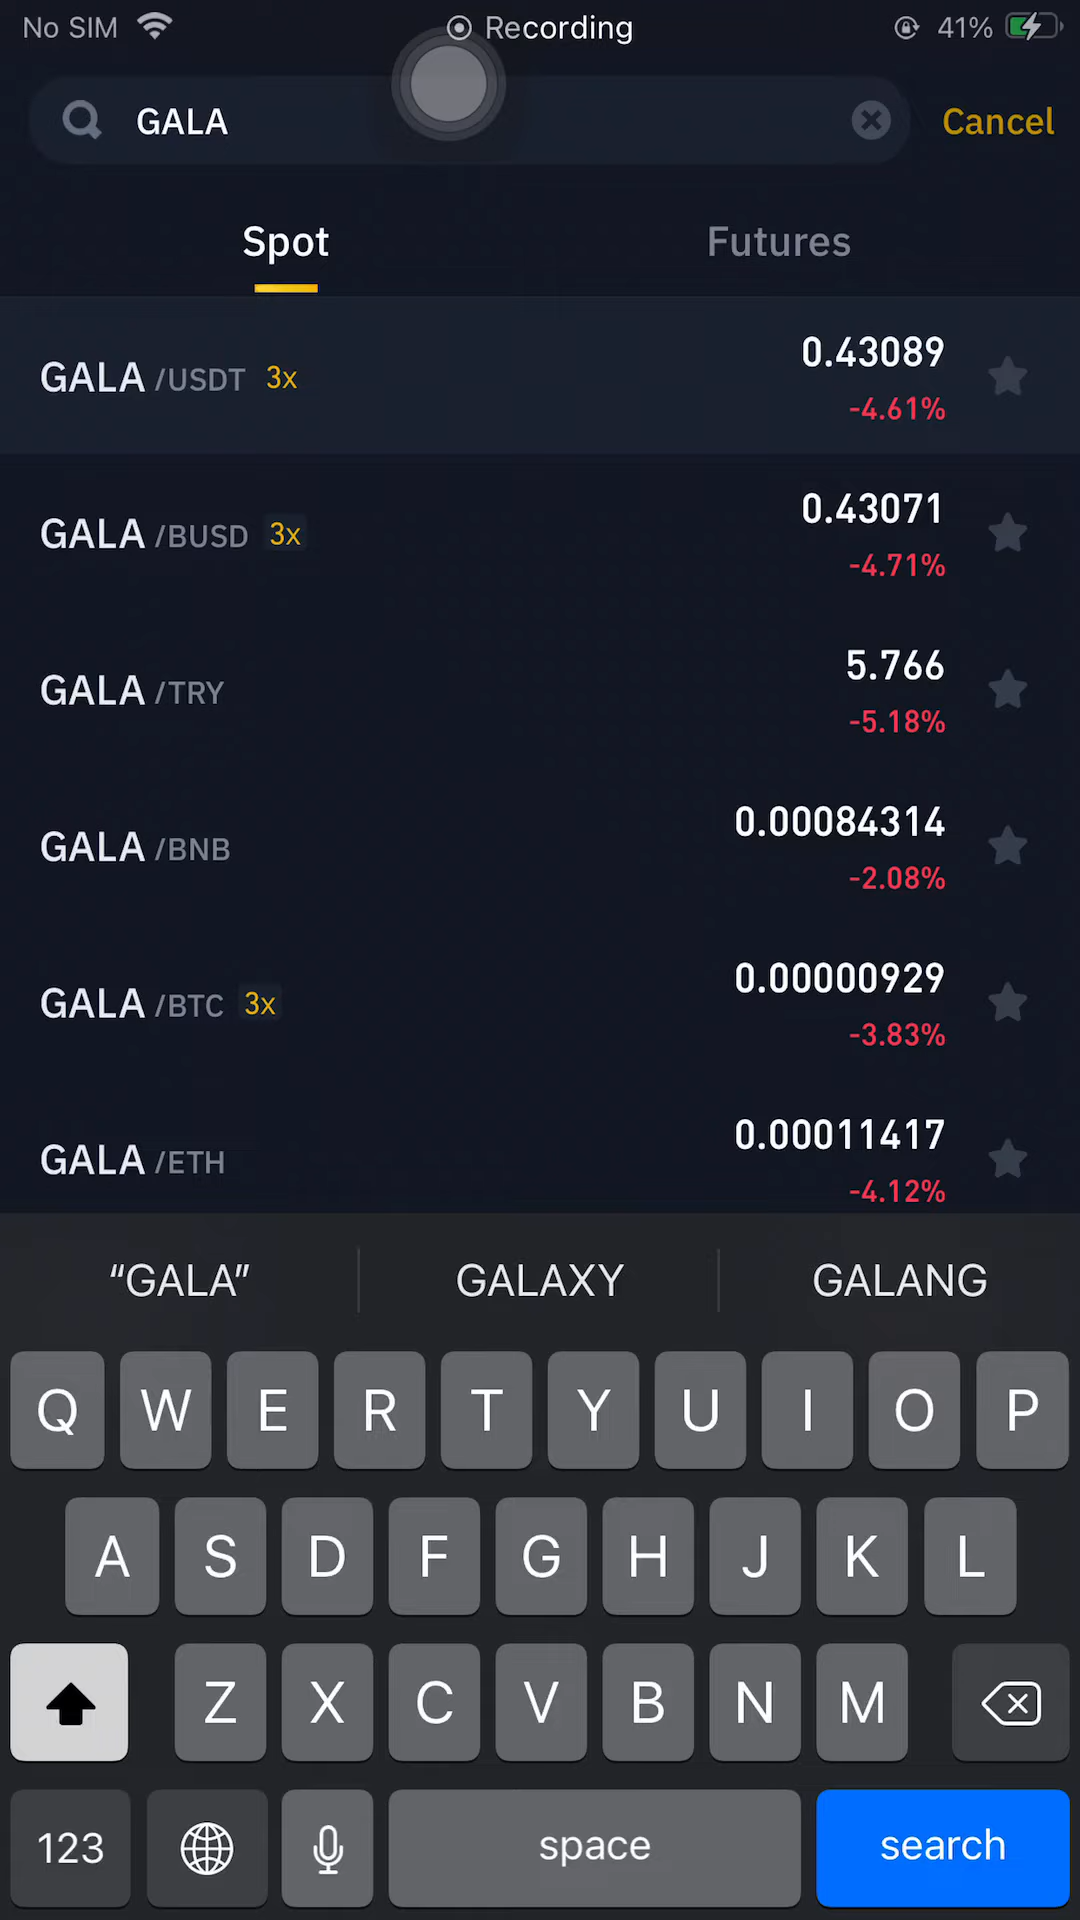 No SIM Recording 41%
GALA Cancel
Spot Futures
GALA /USDT 3x 0.43089
-4.61%
GALA /BUSD 3x 0.43071
-4.71%
GALA /TRY 5.766
-5.18%
GALA /BNB 0.00084314
-2.08%
GALA /BTC 3x 0.00000929
-3.83%
GALA /ETH 0.00011417
-4.12%
“GALA” GALAXY GALANG
Q W E R T Y U I O P
A S D F G H J K L
Z X C V B N M
123 space search